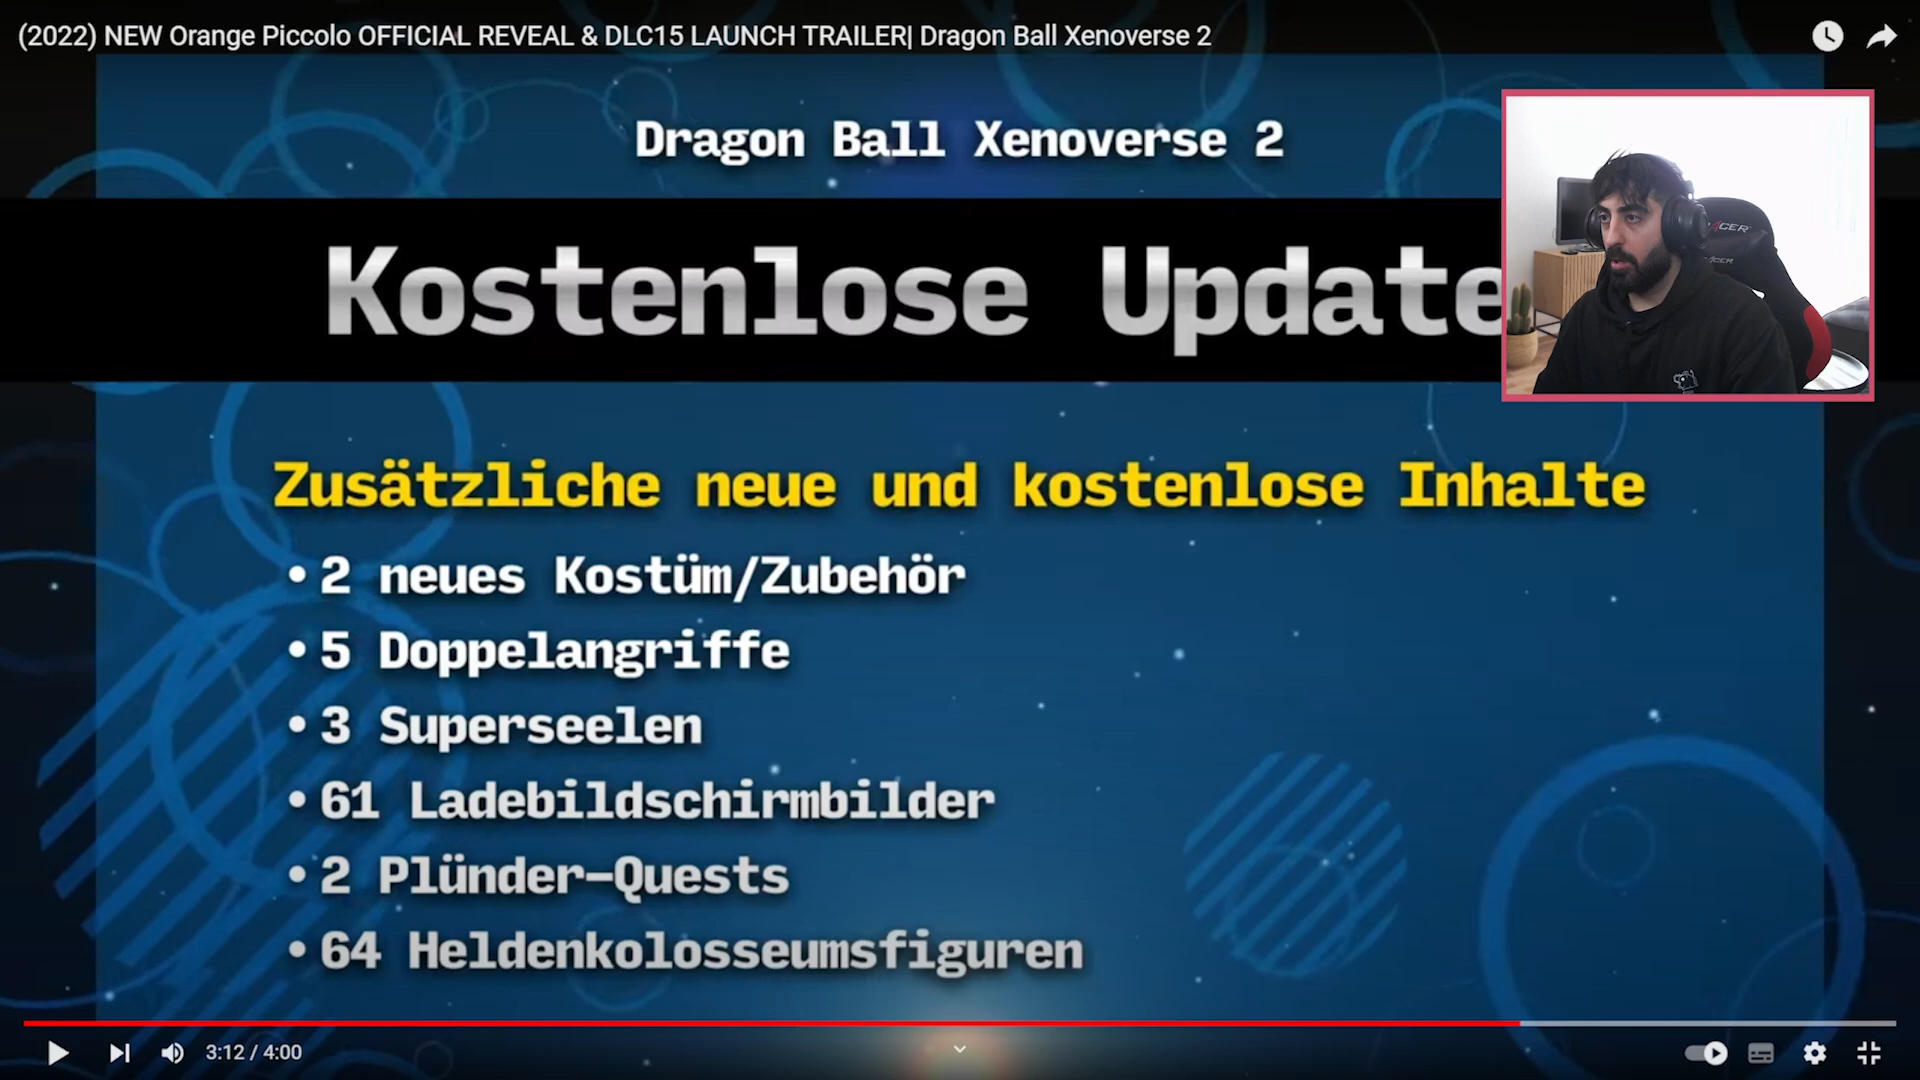 (2022) NEW Orange Piccolo OFFICIAL REVEAL & DLC15 LAUNCH TRAILER| Dragon Ball Xenoverse 2
Dragon Ball Xenoverse 2
Kostenlose Update
Zusätzliche neue und kostenlose Inhalte
• 2 neues Kostüm/Zubehör
• 5 Doppelangriffe
• 3 Superseelen
• 61 Ladebildschirmbilder
• 2 Plünder-Quests
• 64 Heldenkolosseumsfiguren
3:12 / 4:00